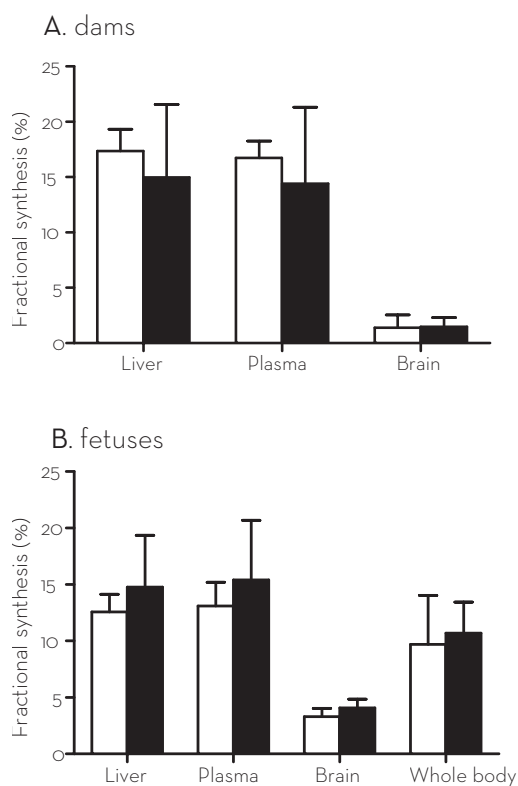 A. dams
Fractional synthesis (%)
25
20
15
10
5
0
Liver Plasma Brain
B. fetuses
Fractional synthesis (%)
25
20
15
10
5
0
Liver Plasma Brain Whole body